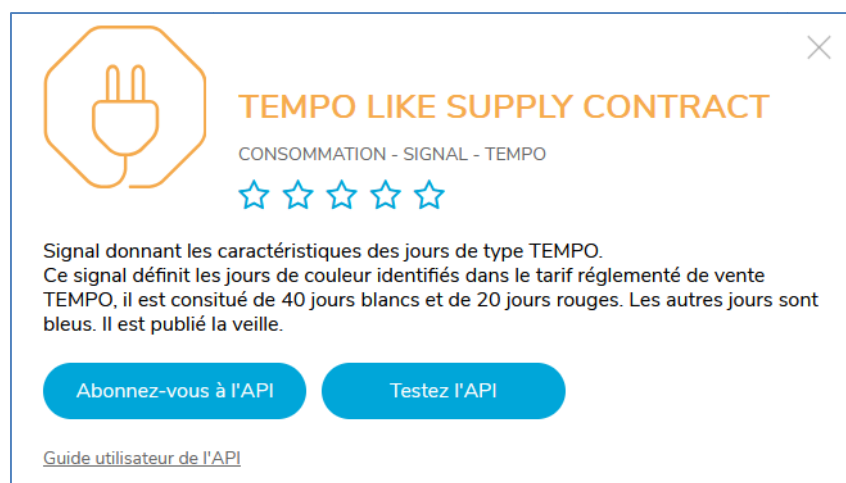 TEMPO LIKE SUPPLY CONTRACT
CONSOMMATION - SIGNAL - TEMPO
Signal donnant les caractéristiques des jours de type TEMPO.
Ce signal définit les jours de couleur identifiés dans le tarif réglementé de vente
TEMPO, il est consitué de 40 jours blancs et de 20 jours rouges. Les autres jours sont
bleus. Il est publié la veille.
Abonnez-vous à l'API
Testez l'API
Guide utilisateur de l'API